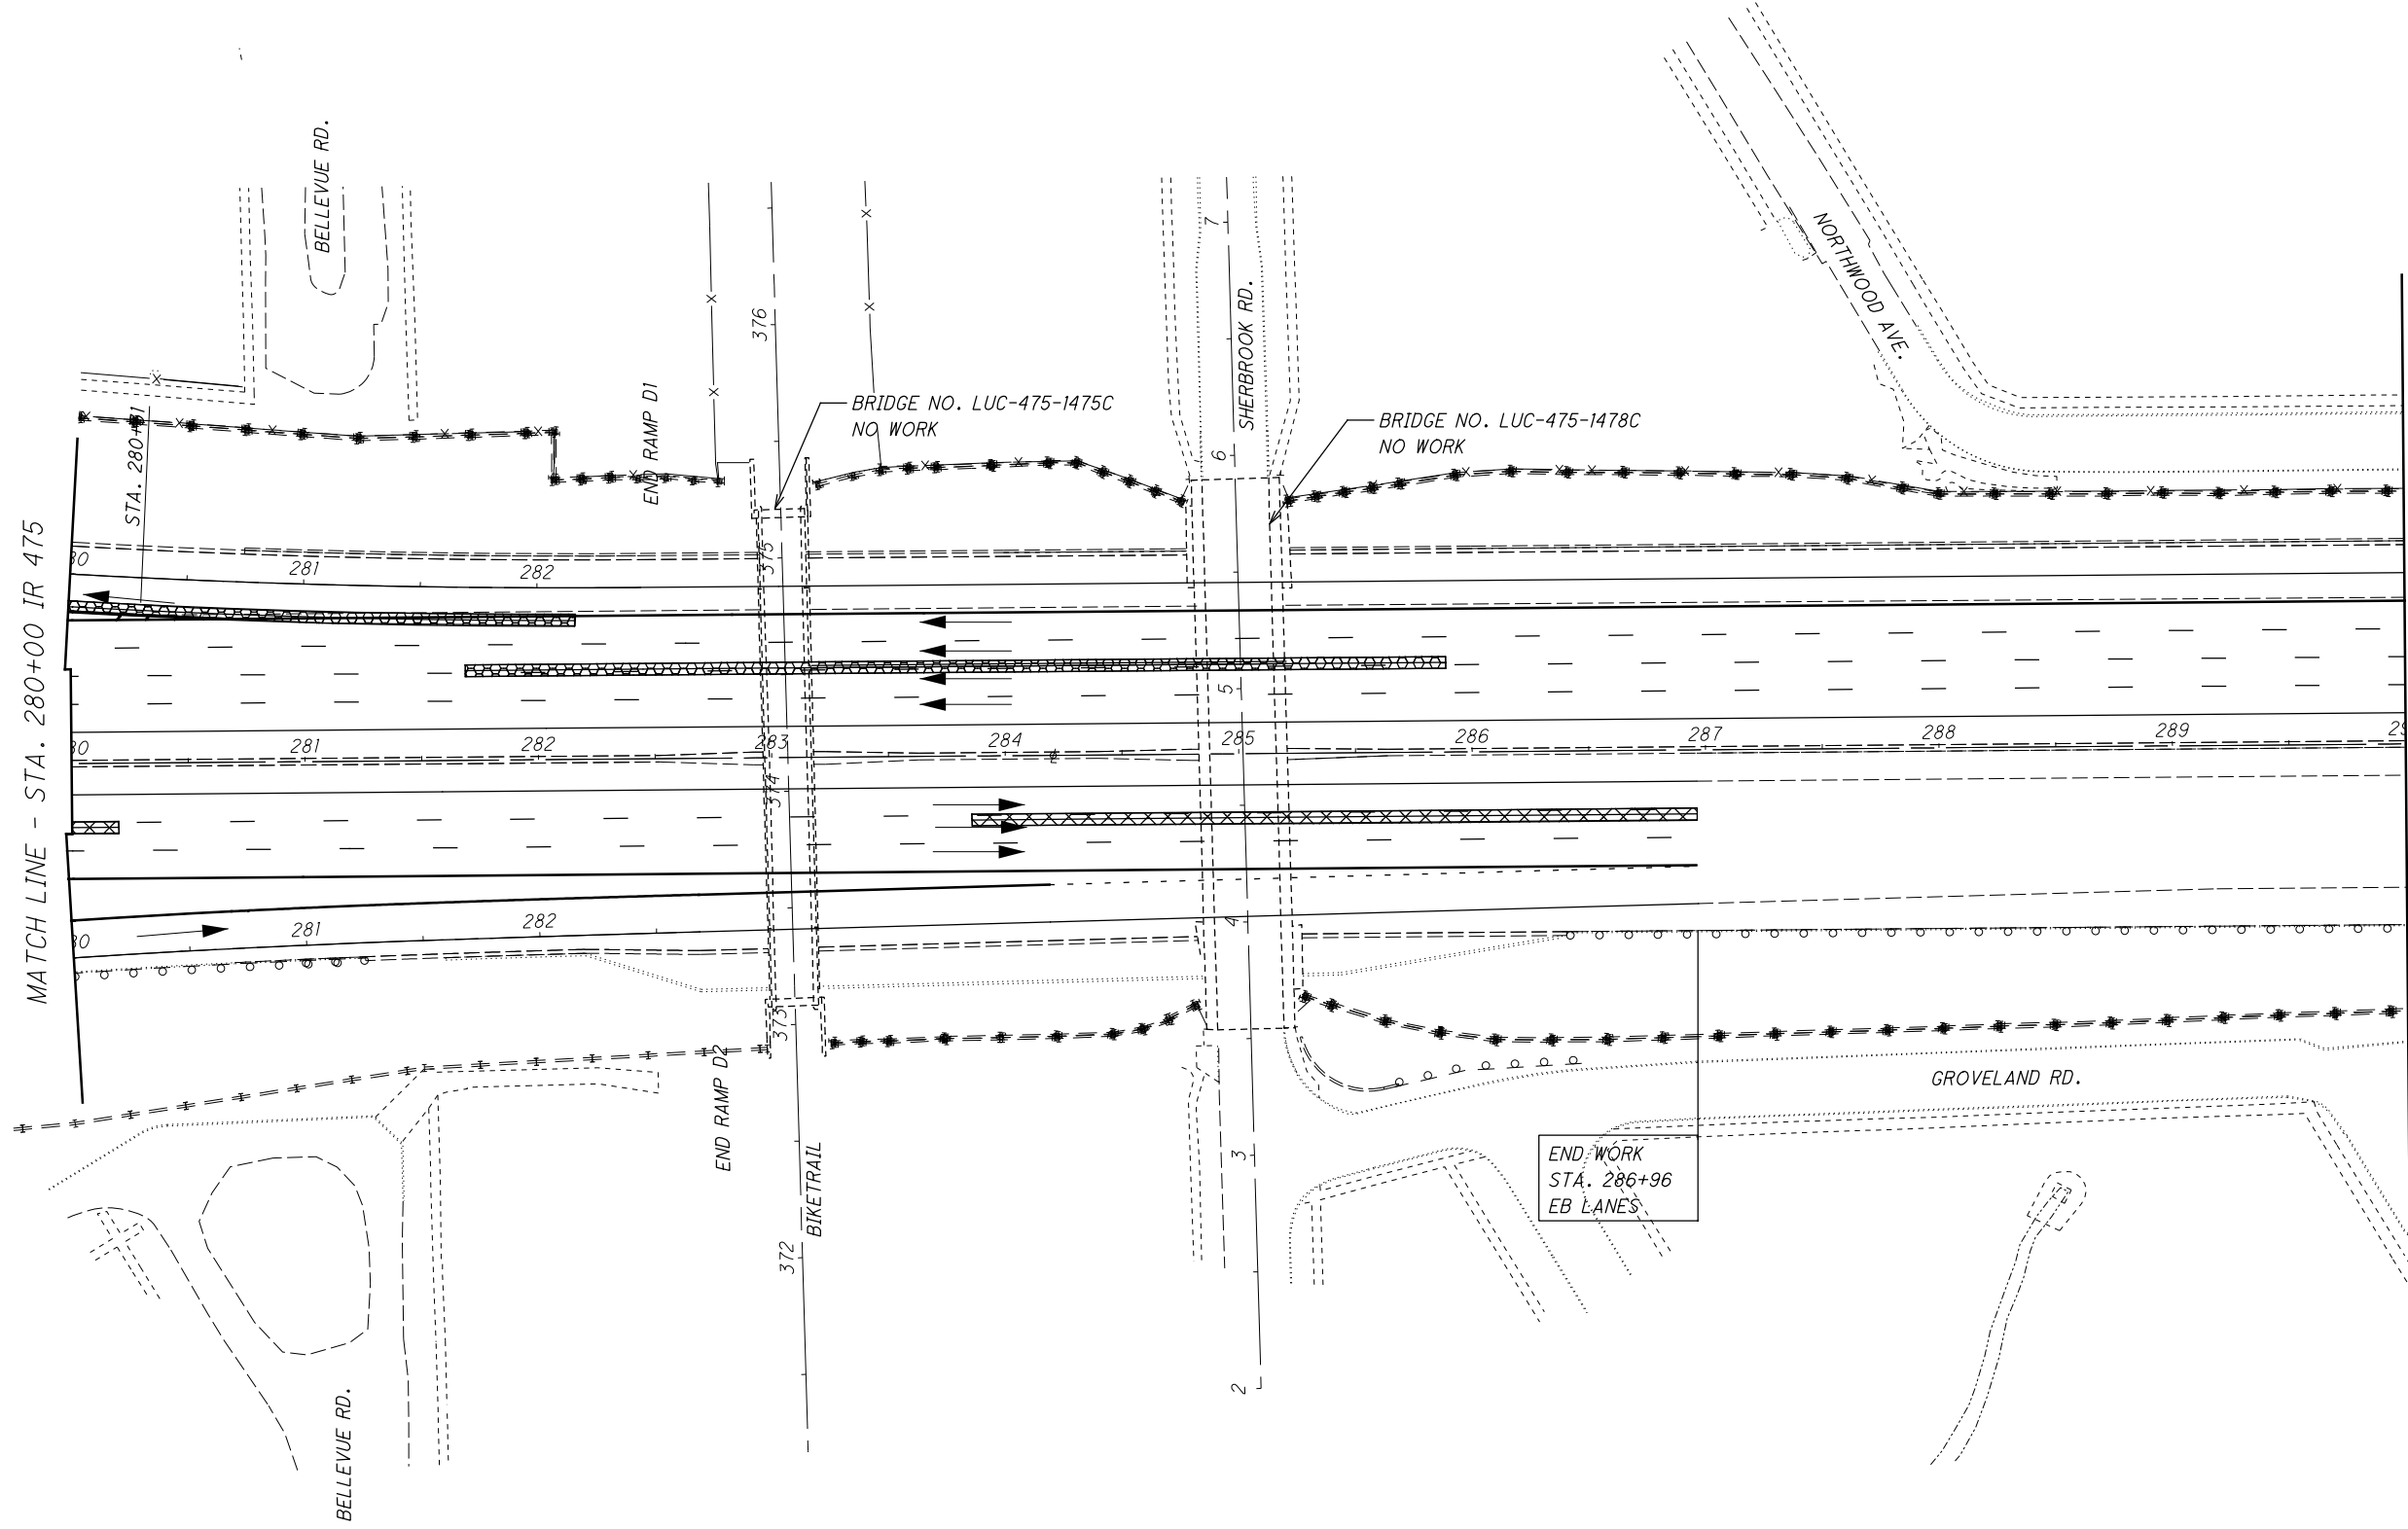 BELLEVUE RD.
NORTHWOOD AVE.
7
SHERBROOK RD.
376
END RAMP D1
BRIDGE NO. LUC-475-1475C
NO WORK
BRIDGE NO. LUC-475-1478C
NO WORK
6
MATCH LINE - STA. 280+00 IR 475
375
281
282
5
281
282
283
284
285
286
287
288
289
374
281
282
4
373
END RAMP D2
GROVELAND RD.
BIKETRAIL
3
END WORK
STA. 286+96
EB LANES
372
2
BELLEVUE RD.